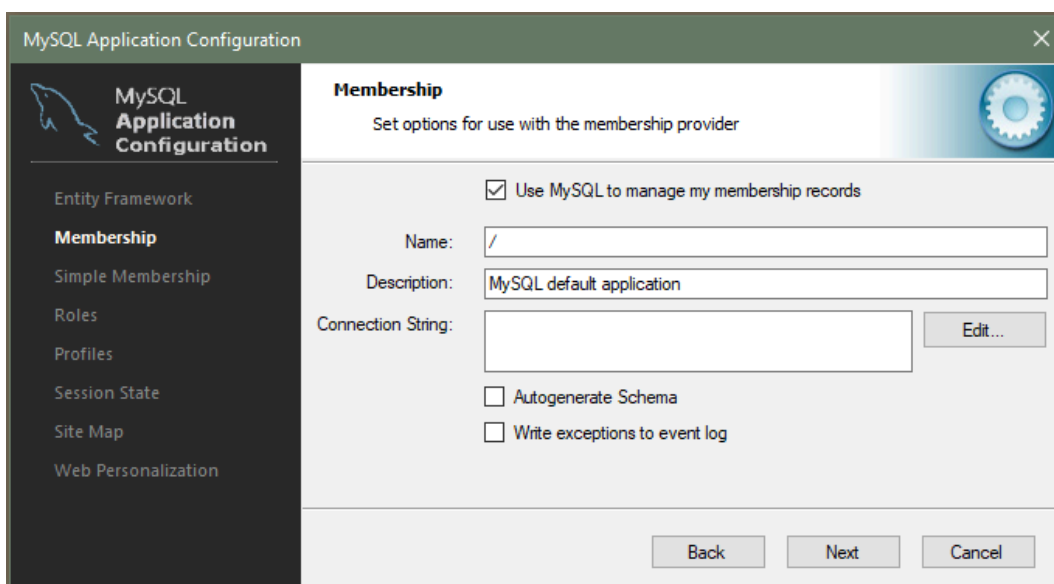 MySQL Application Configuration
MySQL
Application
Configuration
Entity Framework
Membership
Simple Membership
Roles
Profiles
Session State
Site Map
Web Personalization
Membership
Set options for use with the membership provider
Use MySQL to manage my membership records
Name: /
Description: MySQL default application
Connection String:
Edit...
Autogenerate Schema
Write exceptions to event log
Back Next Cancel